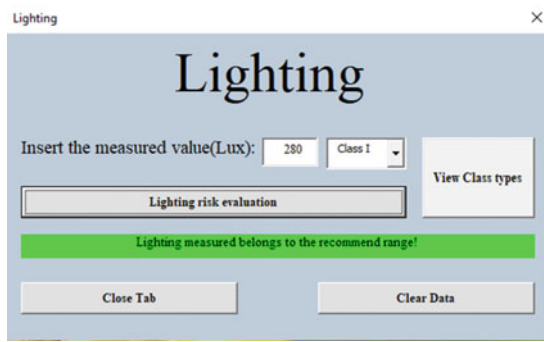 Lighting
Lighting
Insert the measured value(Lux): 280 Class I
View Class types
Lighting risk evaluation
Lighting measured belongs to the recommend range!
Close Tab Clear Data